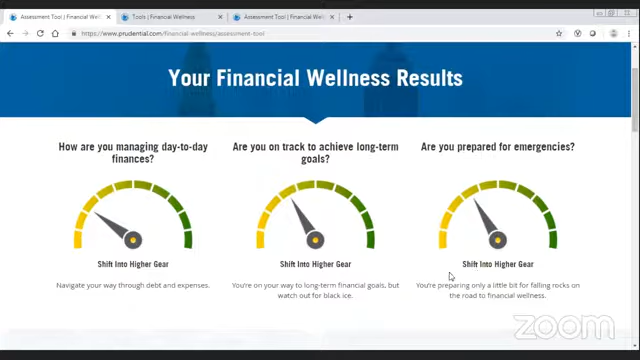 Assessment Tool | Financial Well
Tools | Financial Wellness
Assessment Tool | Financial Well
https://www.prudential.com/financial-wellness/assessment-tool
Your Financial Wellness Results
How are you managing day-to-day
finances?
Shift Into Higher Gear
Navigate your way through debt and expenses.
Are you on track to achieve long-term
goals?
Shift Into Higher Gear
You're on your way to long-term financial goals, but
watch out for black ice.
Are you prepared for emergencies?
Shift Into Higher Gear
You're preparing only a little bit for falling rocks on
the road to financial wellness.
zoom